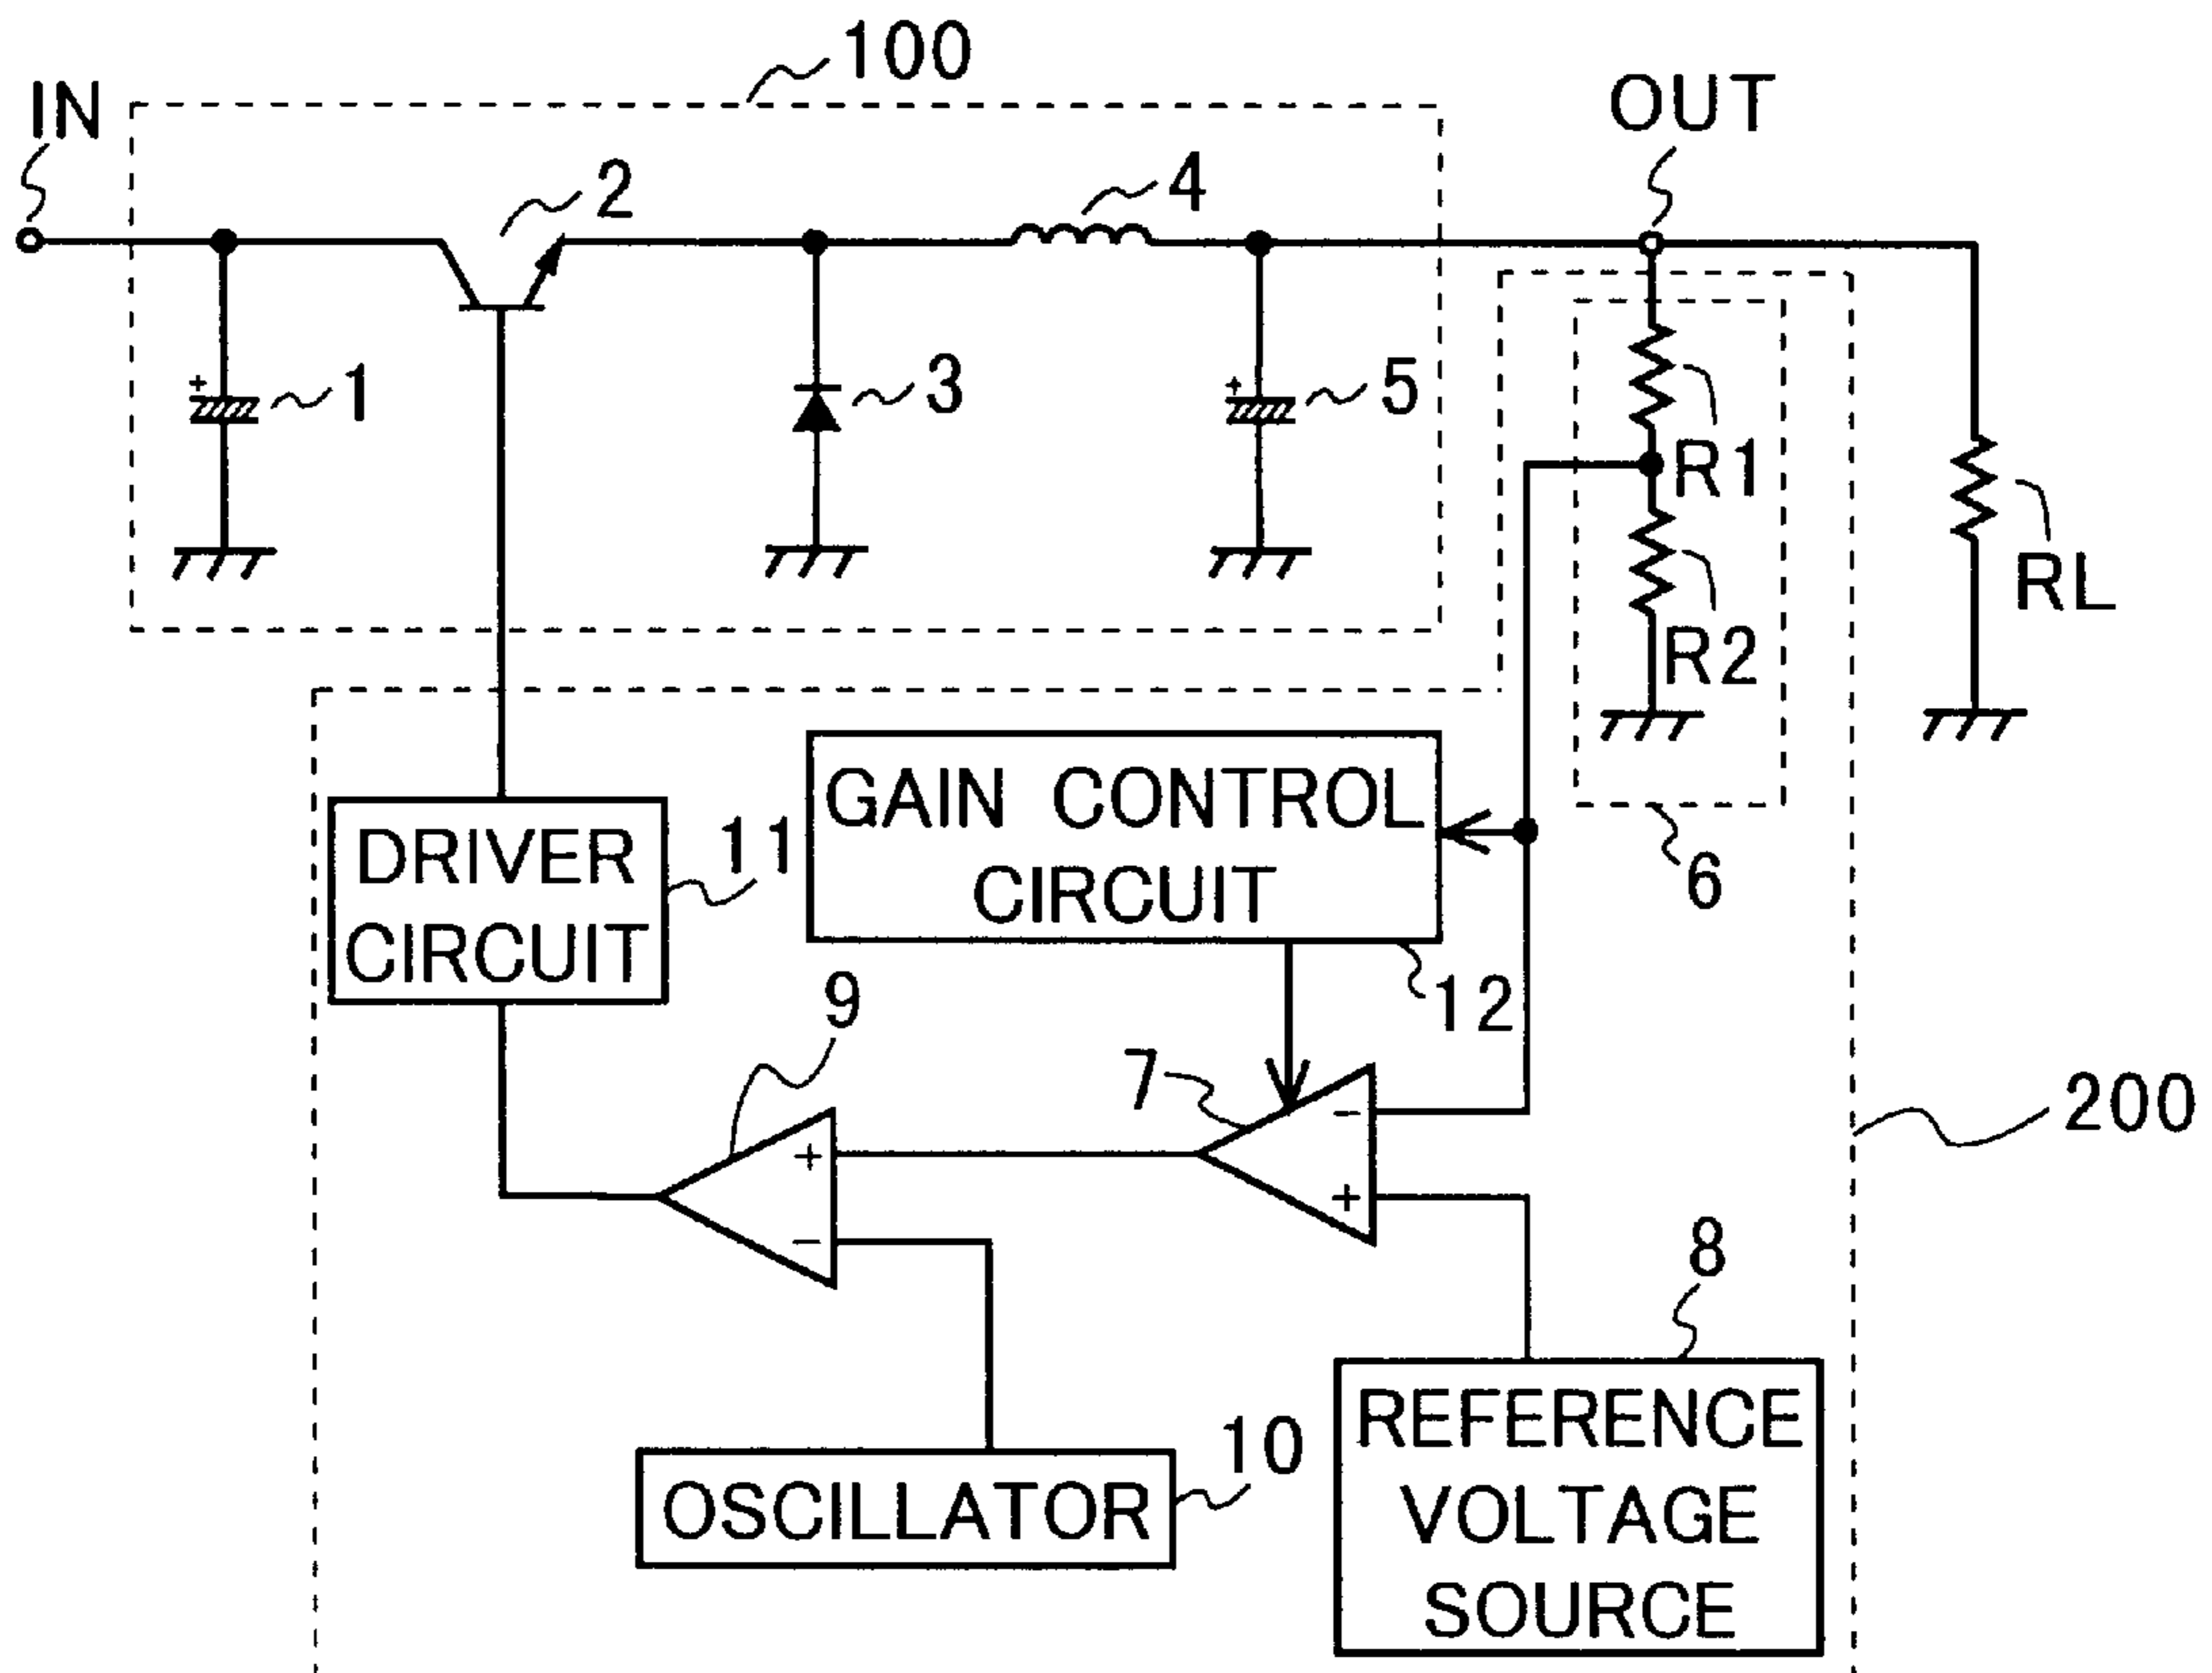 100
IN
OUT
2
4
1
3
5
R1
RL
R2
GAIN CONTROL
CIRCUIT
DRIVER
CIRCUIT
11
6
12
9
7
200
+
-
-
+
8
10
OSCILLATOR
REFERENCE
VOLTAGE
SOURCE
+
+